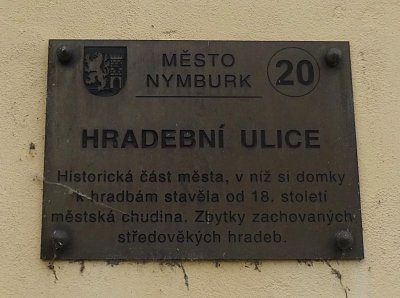 MĚSTO
NYMBURK
20
HRADEBNÍ ULICE
Historická část města, v níž si domky
k hradbám stavěla od 18. století
městská chudina. Zbytky zachovaných
středověkých hradeb.